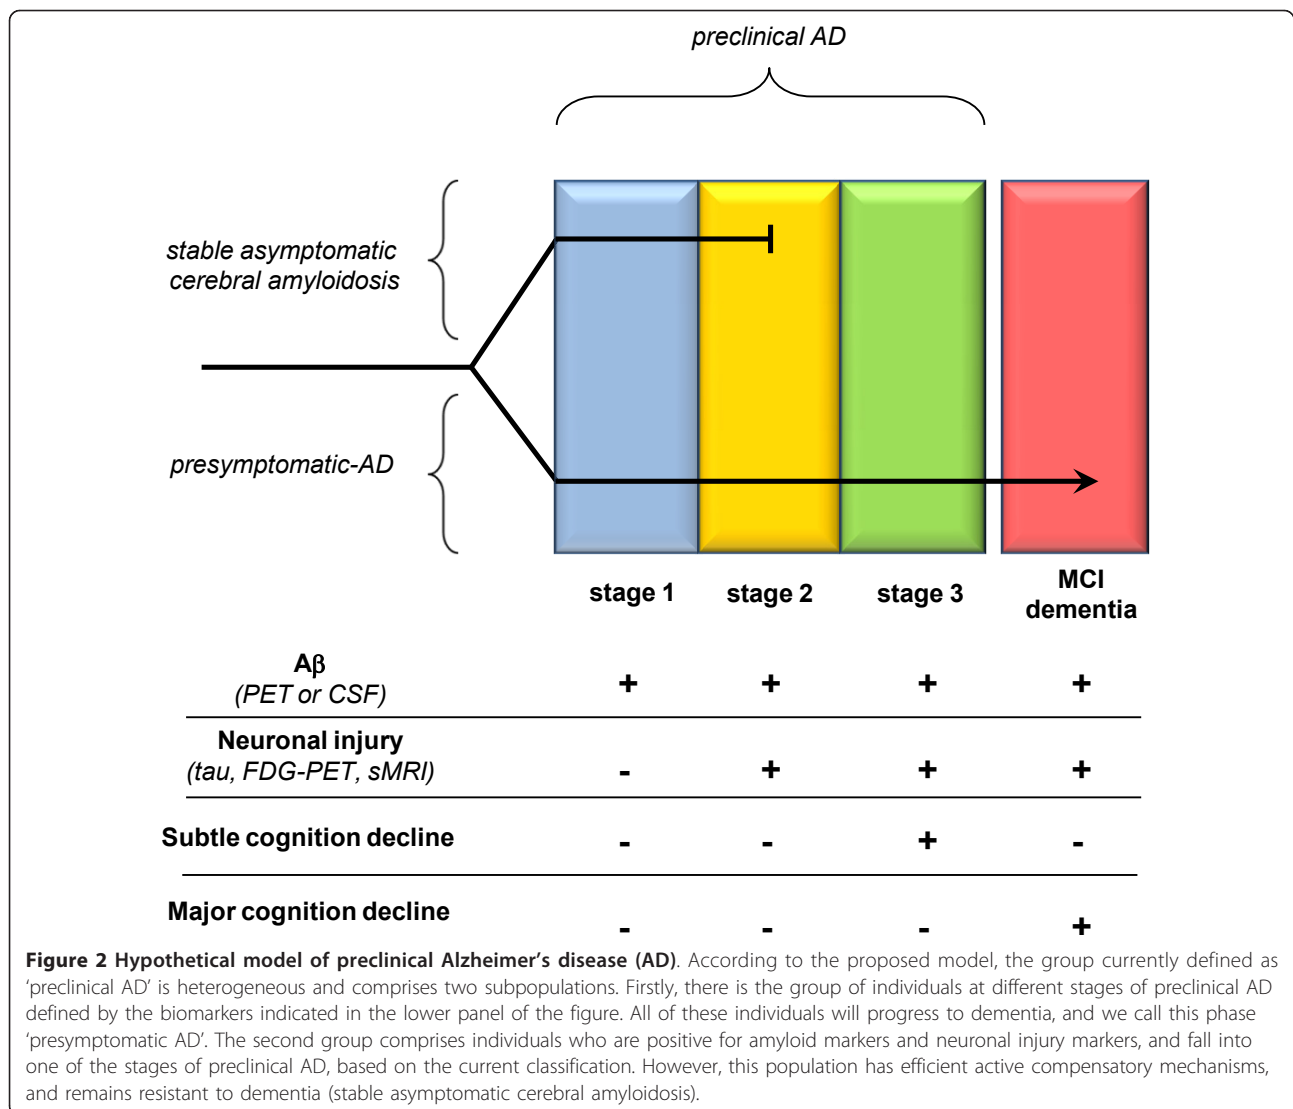 preclinical AD
stable asymptomatic
cerebral amyloidosis
presymptomatic-AD
stage 1 stage 2 stage 3 MCI
dementia
Aβ
(PET or CSF) + + + +
Neuronal injury
(tau, FDG-PET, sMRI) - + + +
Subtle cognition decline - - + -
Major cognition decline - - - +
Figure 2 Hypothetical model of preclinical Alzheimer's disease (AD). According to the proposed model, the group currently defined as
'preclinical AD' is heterogeneous and comprises two subpopulations. Firstly, there is the group of individuals at different stages of preclinical AD
defined by the biomarkers indicated in the lower panel of the figure. All of these individuals will progress to dementia, and we call this phase
'presymptomatic AD'. The second group comprises individuals who are positive for amyloid markers and neuronal injury markers, and fall into
one of the stages of preclinical AD, based on the current classification. However, this population has efficient active compensatory mechanisms,
and remains resistant to dementia (stable asymptomatic cerebral amyloidosis).